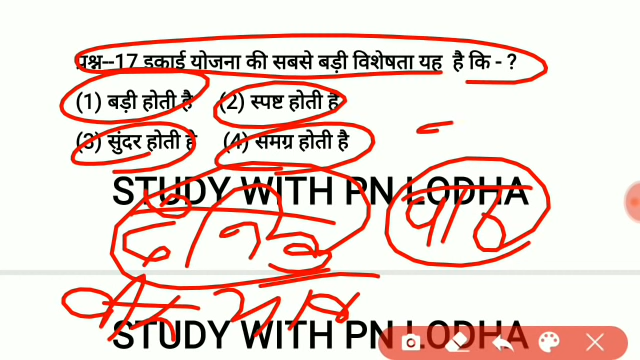 प्रश्न--17 इकाई योजना की सबसे बड़ी विशेषता यह है कि - ?
(1) बड़ी होती है (2) स्पष्ट होती है
(3) सुंदर होती है (4) समग्र होती है
STUDY WITH PN LODHA
दैनिक पाठ
STUDY WITH PN LODHA